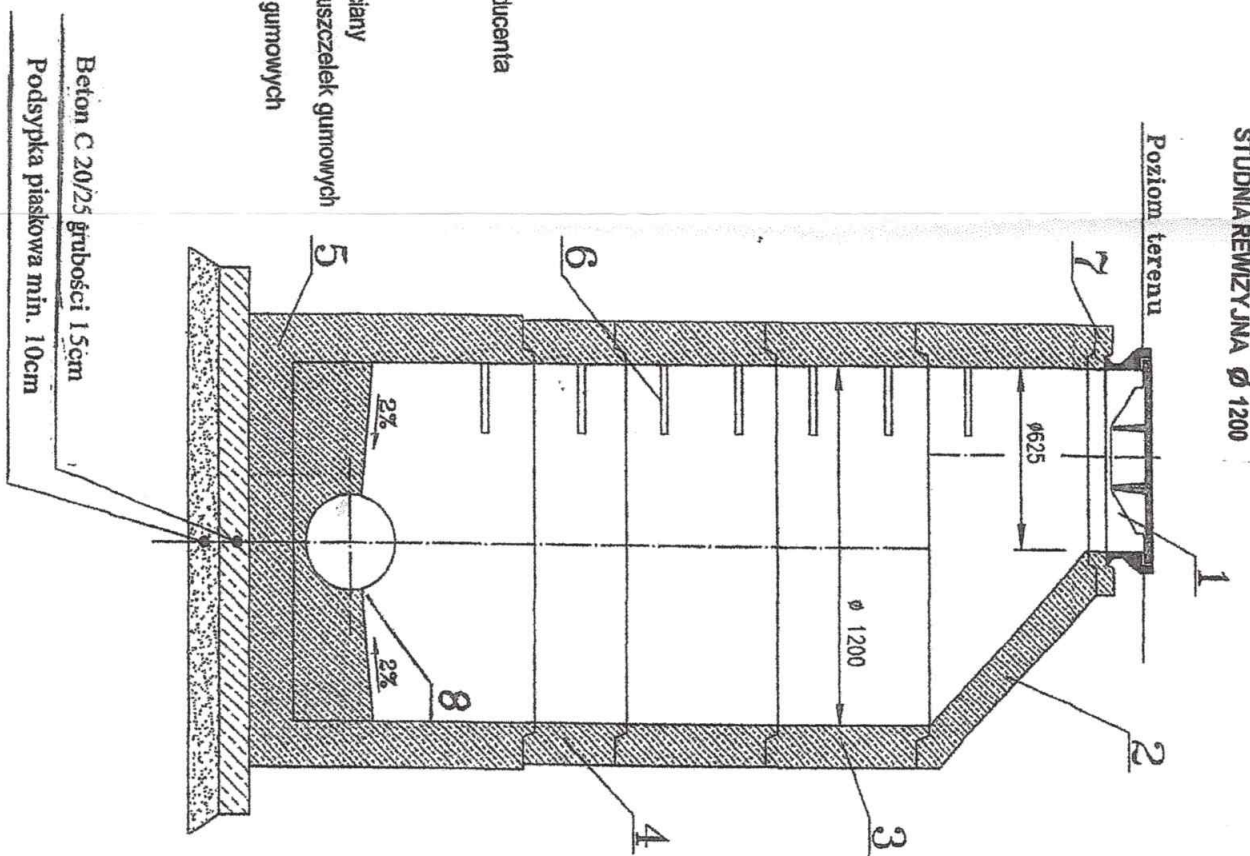 STUDNIA REWIZYJNA Ø 1200
Poziom terenu
1
7
2
ø625
ø 1200
3
6
4
5
2%
2%
8
Beton C 20/25 grubości 15cm
Podsypka piaskowa min. 10cm
ducenta
ciany
uszczelek gumowych
gumowych